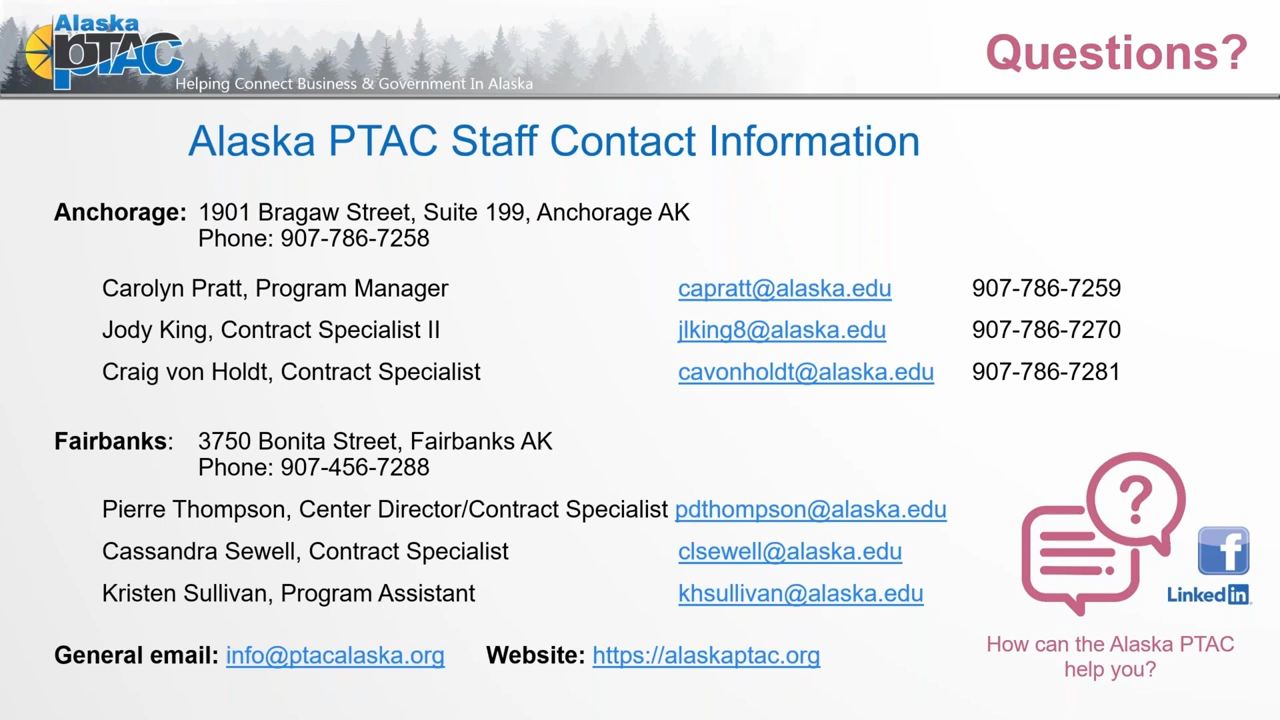 Alaska
PTAC
Helping Connect Business & Government In Alaska
Questions?
Alaska PTAC Staff Contact Information
Anchorage: 1901 Bragaw Street, Suite 199, Anchorage AK
Phone: 907-786-7258
Carolyn Pratt, Program Manager capratt@alaska.edu 907-786-7259
Jody King, Contract Specialist II jlking8@alaska.edu 907-786-7270
Craig von Holdt, Contract Specialist cavonholdt@alaska.edu 907-786-7281
Fairbanks: 3750 Bonita Street, Fairbanks AK
Phone: 907-456-7288
Pierre Thompson, Center Director/Contract Specialist pdthompson@alaska.edu
Cassandra Sewell, Contract Specialist clsewell@alaska.edu
Kristen Sullivan, Program Assistant khsullivan@alaska.edu
?
f
Linked in
General email: info@ptacalaska.org Website: https://alaskaptac.org
How can the Alaska PTAC
help you?